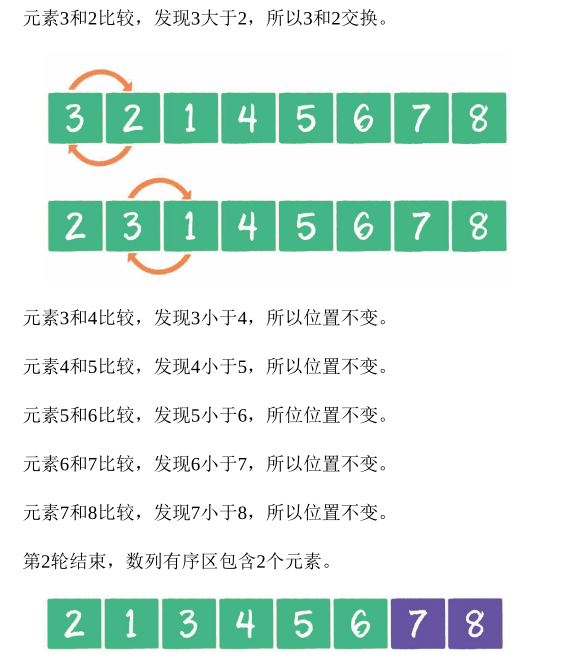 元素3和2比较，发现3大于2，所以3和2交换。
3 2 1 4 5 6 7 8
2 3 1 4 5 6 7 8
元素3和4比较，发现3小于4，所以位置不变。
元素4和5比较，发现4小于5，所以位置不变。
元素5和6比较，发现5小于6，所位位置不变。
元素6和7比较，发现6小于7，所以位置不变。
元素7和8比较，发现7小于8，所以位置不变。
第2轮结束，数列有序区包含2个元素。
2 1 3 4 5 6 7 8